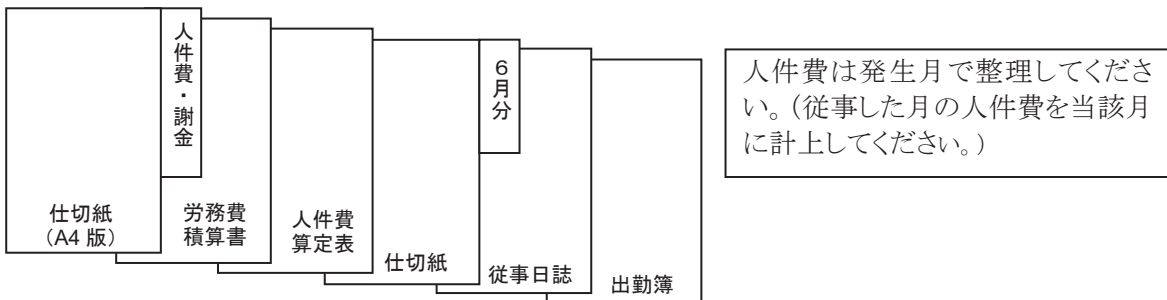 人件費・謝金
仕切紙
(A4 版)
労務費
積算書
人件費
算定表
仕切紙
6月分
従事日誌
出勤簿
人件費は発生月で整理してくださ
い。(従事した月の人件費を当該月
に計上してください。)